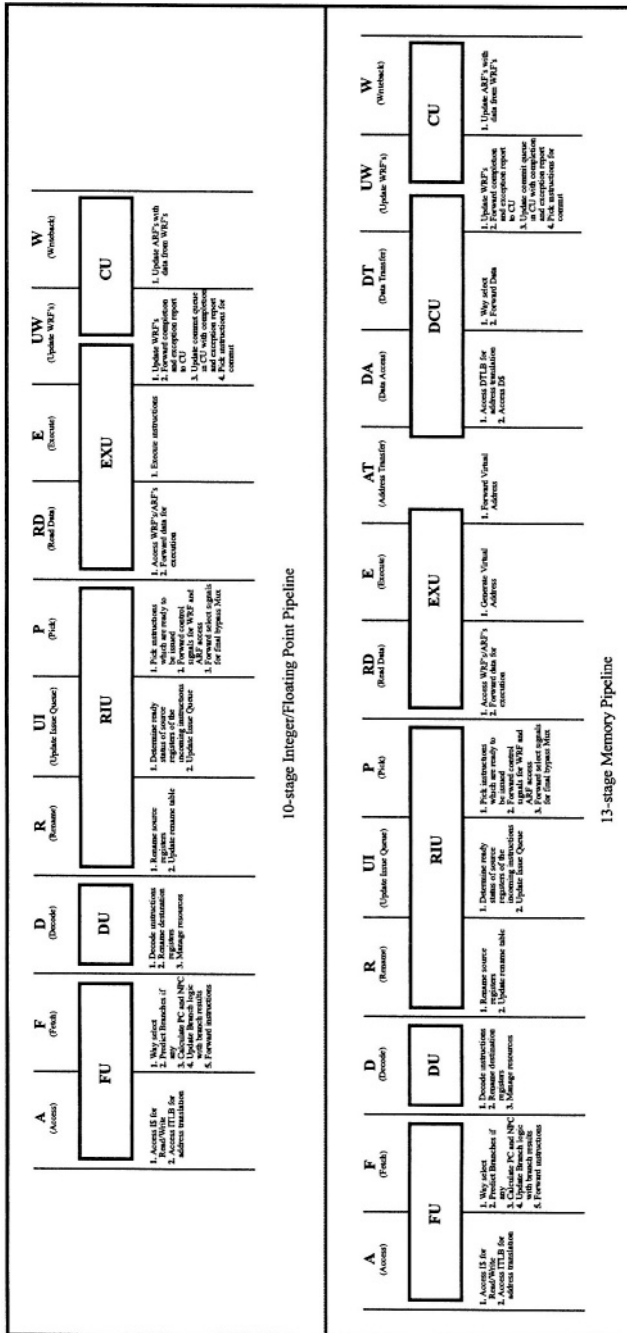 A
(Access)
FU
1. Access I$ for
Read/Write
2. Access ITLB for
address translation
F
(Fetch)
1. Way select
2. Predict Branches if
any
3. Calculate PC and NPC
4. Update Branch logic
with branch results
5. Forward instructions
D
(Decode)
DU
1. Decode instructions
2. Rename destination
registers
3. Manage resources
R
(Rename)
RIU
1. Rename source
registers
2. Update rename table
UI
(Update Issue Queue)
1. Determine ready
status of source
registers of the
incoming instructions
2. Update Issue Queue
P
(Pick)
1. Pick instructions
which are ready to
be issued
2. Forward control
signals for WRF and
ARF access
3. Forward select signals
for final bypass Mux
RD
(Read Data)
EXU
1. Access WRF's/ARF's
2. Forward data for
execution
E
(Execute)
1. Execute instructions
UW
(Update WRF's)
1. Update WRF's
2. Forward completion
and exception report
to CU
3. Update commit queue
in CU with completion
and exception report
4. Pick instructions for
commit
CU
W
(Writeback)
1. Update ARF's with
data from WRF's
10-stage Integer/Floating Point Pipeline
A
(Access)
FU
1. Access I$ for
Read/Write
2. Access ITLB for
address translation
F
(Fetch)
1. Way select
2. Predict Branches if
any
3. Calculate PC and NPC
4. Update Branch logic
with branch results
5. Forward instructions
D
(Decode)
DU
1. Decode instructions
2. Rename destination
registers
3. Manage resources
R
(Rename)
RIU
1. Rename source
registers
2. Update rename table
UI
(Update Issue Queue)
1. Determine ready
status of source
registers of the
incoming instructions
2. Update Issue Queue
P
(Pick)
1. Pick instructions
which are ready to
be issued
2. Forward control
signals for WRF and
ARF access
3. Forward select signals
for final bypass Mux
RD
(Read Data)
EXU
1. Access WRF's/ARF's
2. Forward data for
execution
E
(Execute)
1. Generate Virtual
Address
AT
(Address Transfer)
1. Forward Virtual
Address
DA
(Data Access)
DCU
1. Access DTLB for
address translation
2. Access D$
DT
(Data Transfer)
1. Way select
2. Forward Data
UW
(Update WRF's)
1. Update WRF's
2. Forward completion
and exception report
to CU
3. Update commit queue
in CU with completion
and exception report
4. Pick instructions for
commit
CU
W
(Writeback)
1. Update ARF's with
data from WRF's
13-stage Memory Pipeline